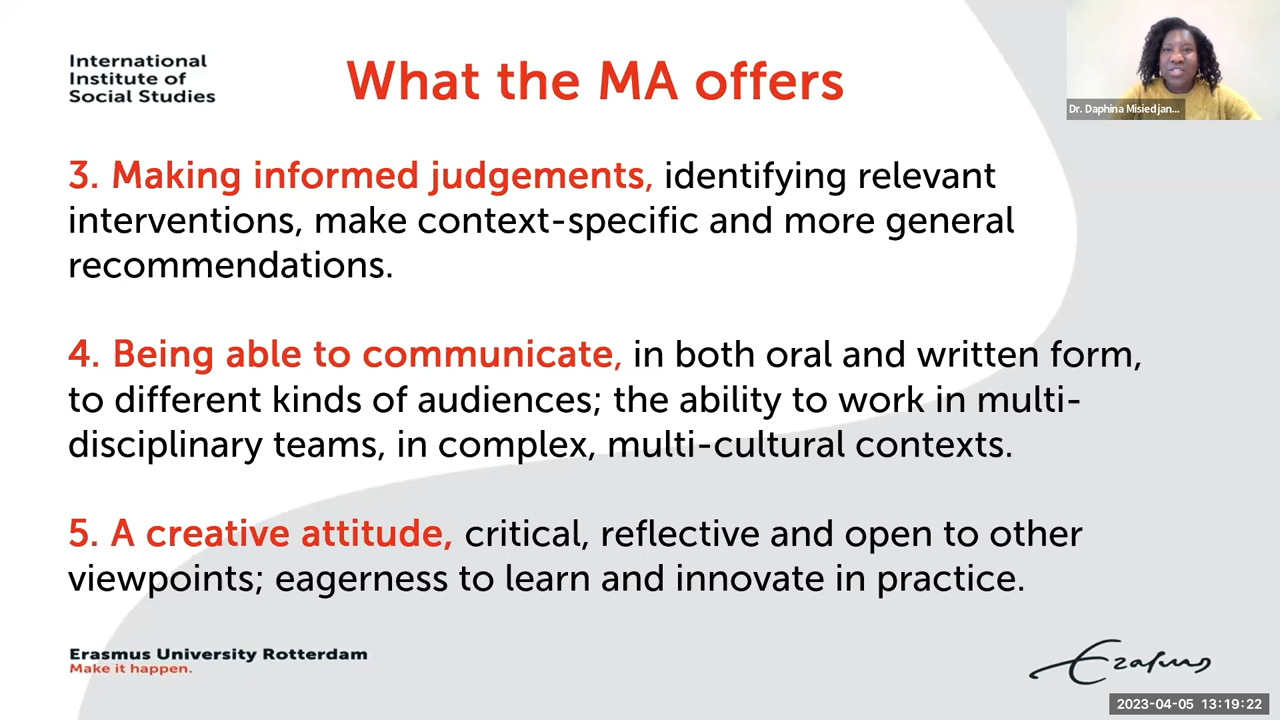 International
Institute of
Social Studies
What the MA offers
Dr. Daphina Misiedjan...
3. Making informed judgements, identifying relevant
interventions, make context-specific and more general
recommendations.
4. Being able to communicate, in both oral and written form,
to different kinds of audiences; the ability to work in multi-
disciplinary teams, in complex, multi-cultural contexts.
5. A creative attitude, critical, reflective and open to other
viewpoints; eagerness to learn and innovate in practice.
Erasmus University Rotterdam
Make it happen.
Erasmus
2023-04-05 13:19:22